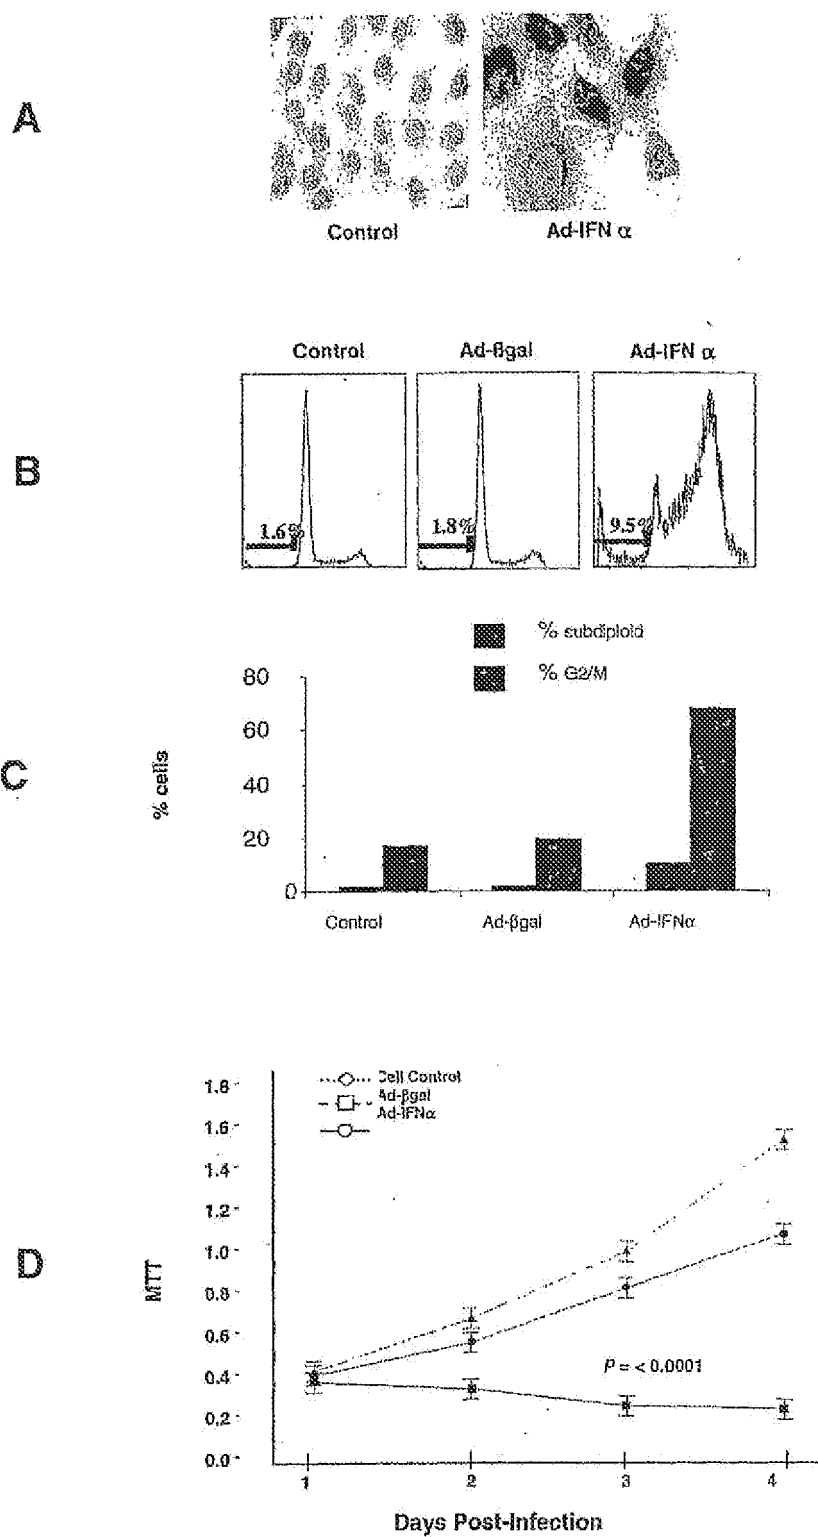 A
Control Ad-IFN α
Control Ad-βgal Ad-IFN α
B
1.6% 1.8% 9.5%
% subdiploid
% G2/M
C
% cells
80
60
40
20
0
Control Ad-βgal Ad-IFNα
D
Cell Control
Ad-βgal
Ad-IFNα
MTT
1.8
1.6
1.4
1.2
1.0
0.8
0.6
0.4
0.2
0.0
P = < 0.0001
1 2 3 4
Days Post-Infection